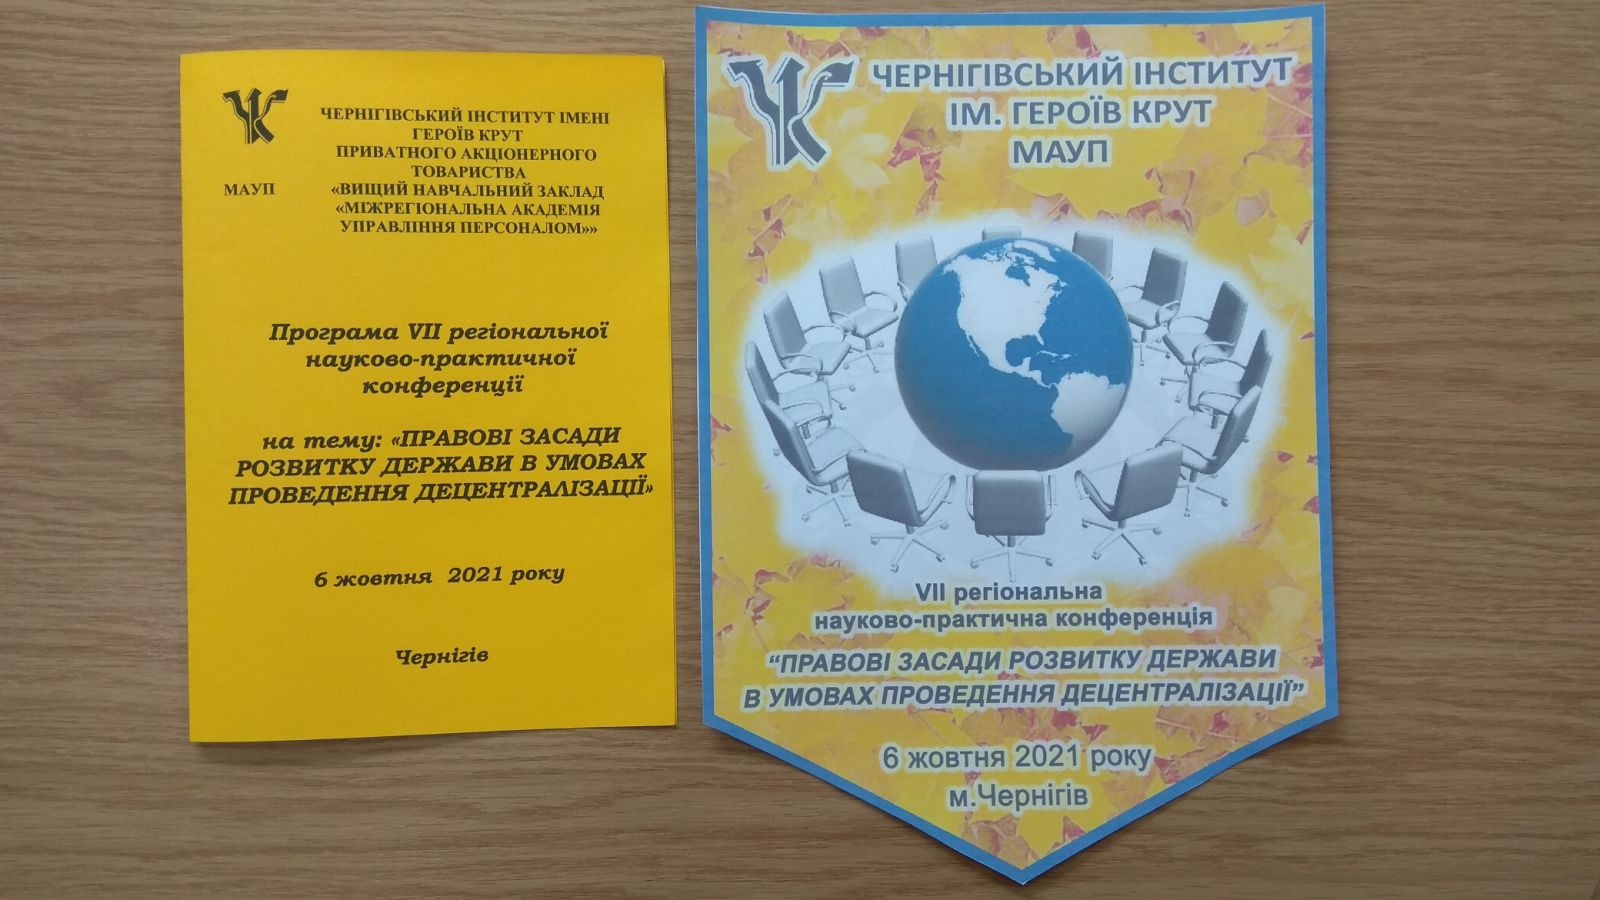 ЧК
МАУП
ЧЕРНІГІВСЬКИЙ ІНСТИТУТ ІМЕНІ
ГЕРОЇВ КРУТ
ПРИВАТНОГО АКЦІОНЕРНОГО
ТОВАРИСТВА
«ВИЩИЙ НАВЧАЛЬНИЙ ЗАКЛАД
«МІЖРЕГІОНАЛЬНА АКАДЕМІЯ
УПРАВЛІННЯ ПЕРСОНАЛОМ»»
Програма VII регіональної
науково-практичної
конференції
на тему: «ПРАВОВІ ЗАСАДИ
РОЗВИТКУ ДЕРЖАВИ В УМОВАХ
ПРОВЕДЕННЯ ДЕЦЕНТРАЛІЗАЦІЇ»
6 жовтня 2021 року
Чернігів
ЧК
ЧЕРНІГІВСЬКИЙ ІНСТИТУТ
ІМ. ГЕРОЇВ КРУТ
МАУП
VII регіональна
науково-практична конференція
“ПРАВОВІ ЗАСАДИ РОЗВИТКУ ДЕРЖАВИ
В УМОВАХ ПРОВЕДЕННЯ ДЕЦЕНТРАЛІЗАЦІЇ”
6 жовтня 2021 року
м.Чернігів